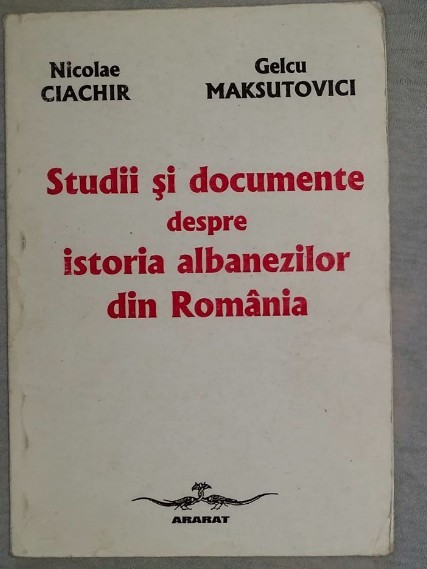 Nicolae
CIACHIR
Gelcu
MAKSUTOVICI
Studii şi documente
despre
istoria albanezilor
din România
ARARAT